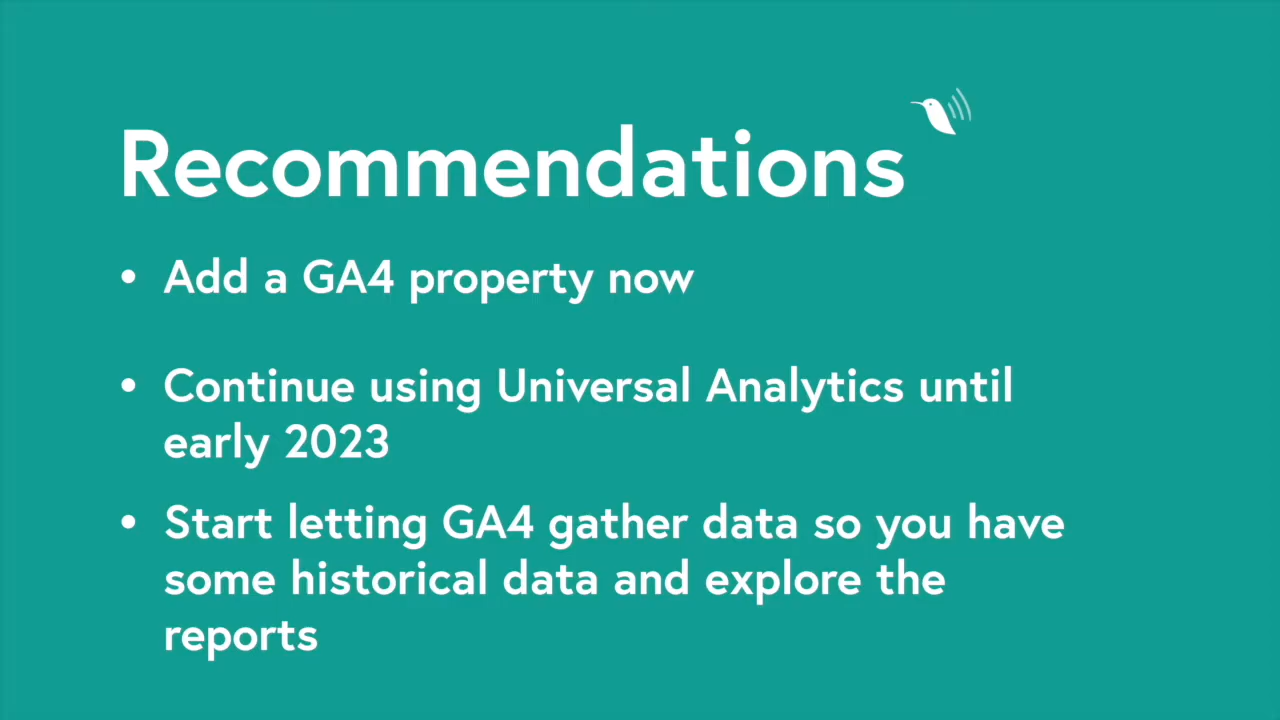 Recommendations
• Add a GA4 property now
• Continue using Universal Analytics until
early 2023
• Start letting GA4 gather data so you have
some historical data and explore the
reports